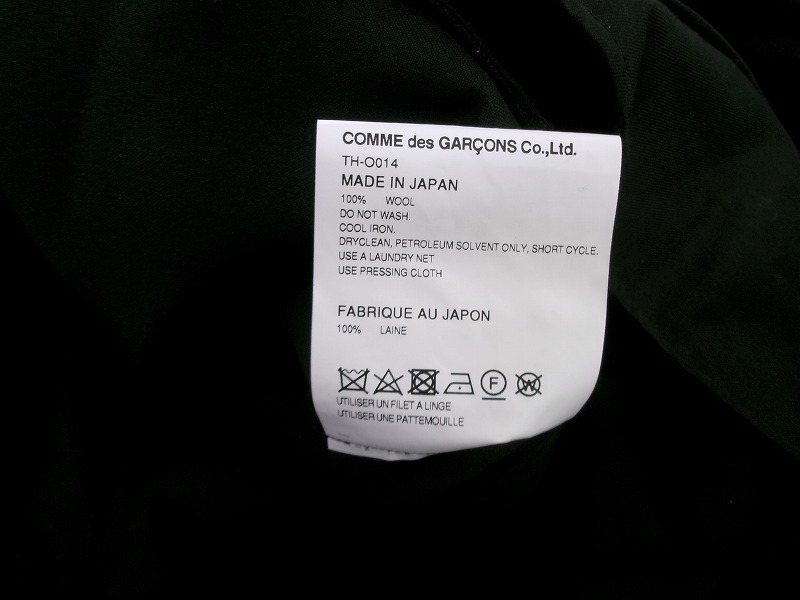 COMME des GARÇONS Co.,Ltd.
TH-O014
MADE IN JAPAN
100% WOOL
DO NOT WASH.
COOL IRON.
DRYCLEAN, PETROLEUM SOLVENT ONLY, SHORT CYCLE.
USE A LAUNDRY NET
USE PRESSING CLOTH
FABRIQUE AU JAPON
100% LAINE
F W
UTILISER UN FILET A LINGE
UTILISER UNE PATTEMOUILLE